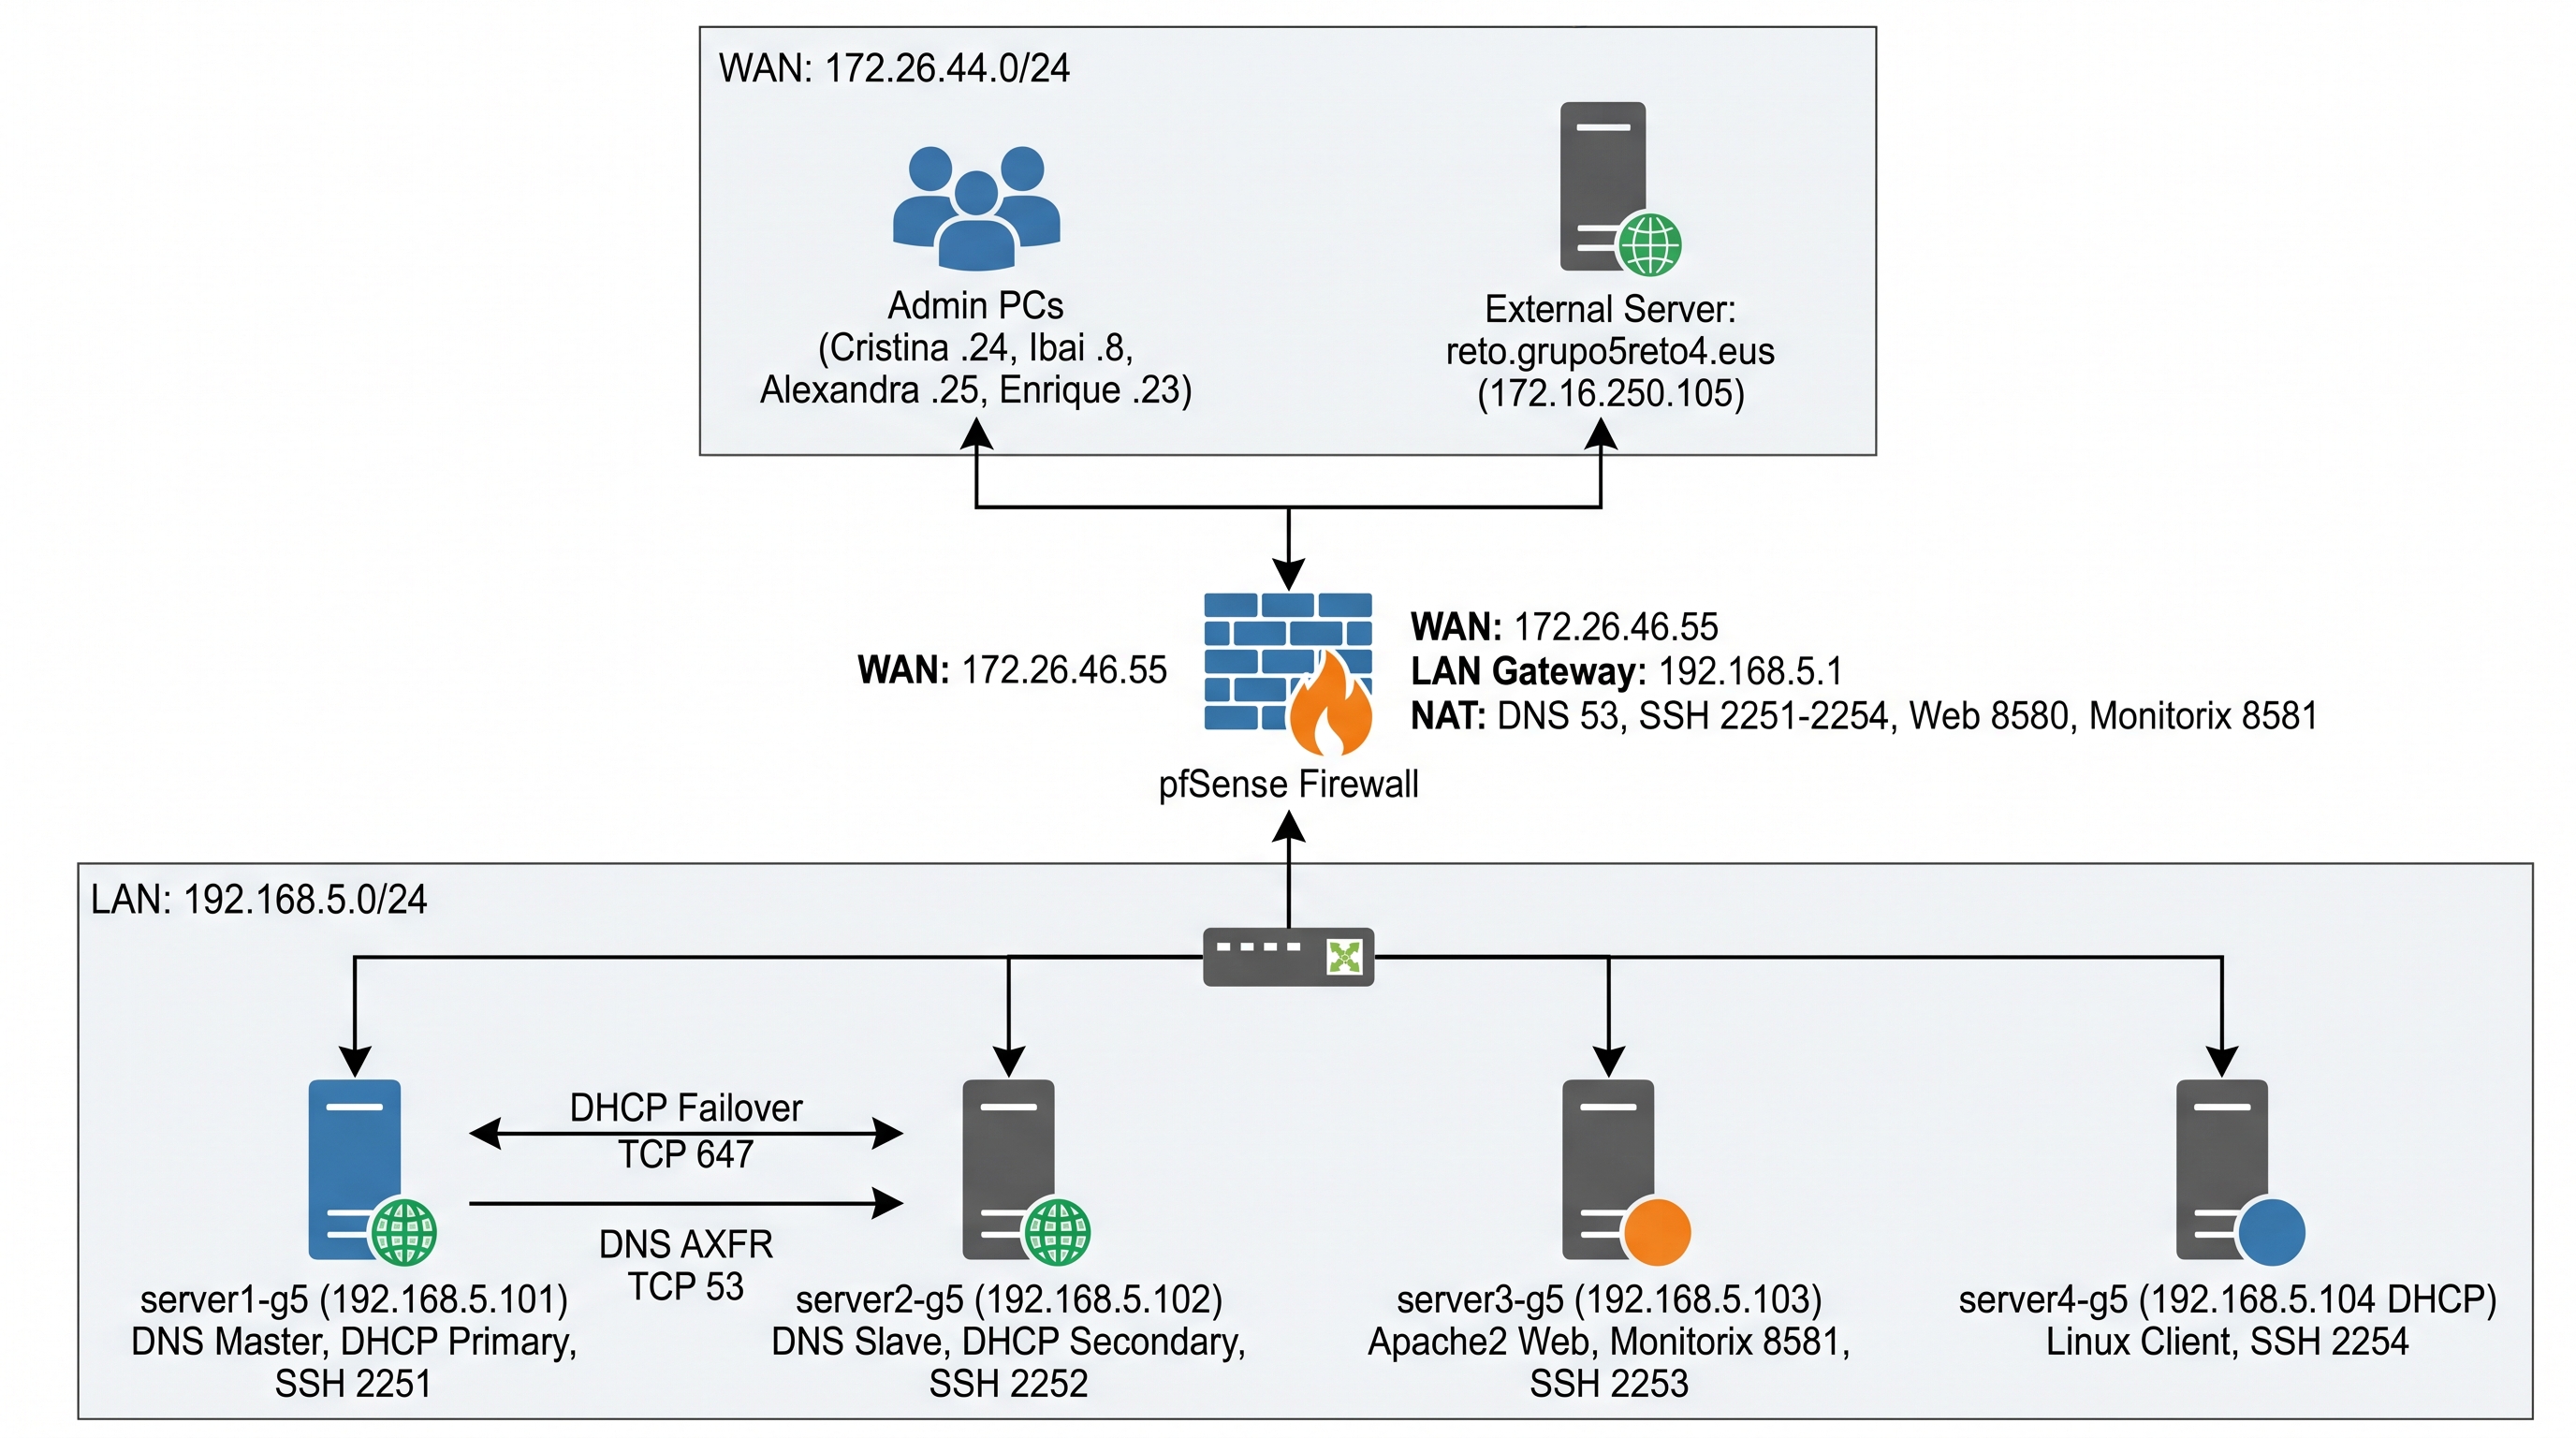 WAN: 172.26.44.0/24
Admin PCs
(Cristina .24, Ibai .8,
Alexandra .25, Enrique .23)
External Server:
reto.grupo5reto4.eus
(172.16.250.105)
WAN: 172.26.46.55
WAN: 172.26.46.55
LAN Gateway: 192.168.5.1
NAT: DNS 53, SSH 2251-2254, Web 8580, Monitorix 8581
pfSense Firewall
LAN: 192.168.5.0/24
DHCP Failover
TCP 647
DNS AXFR
TCP 53
server1-g5 (192.168.5.101)
DNS Master, DHCP Primary,
SSH 2251
server2-g5 (192.168.5.102)
DNS Slave, DHCP Secondary,
SSH 2252
server3-g5 (192.168.5.103)
Apache2 Web, Monitorix 8581,
SSH 2253
server4-g5 (192.168.5.104 DHCP)
Linux Client, SSH 2254